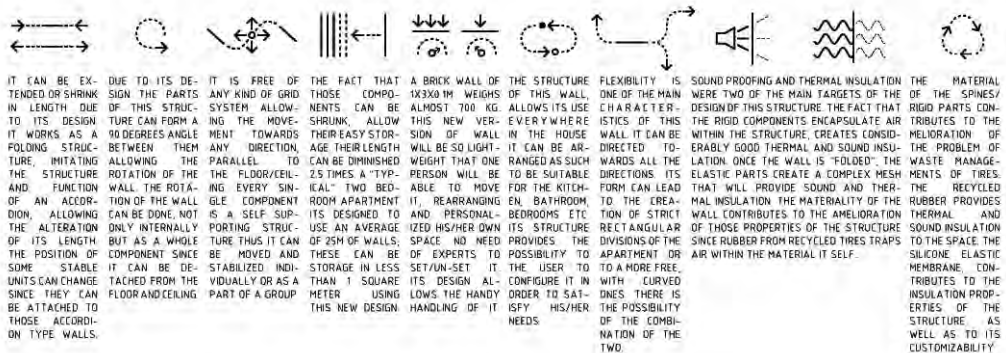 IT CAN BE EX-
TENDED OR SHRINK
IN LENGTH DUE
TO ITS DESIGN
IT WORKS AS A
FOLDING STRUC-
TURE, IMITATING
THE STRUCTURE
AND FUNCTION
OF AN ACCOR-
DION, ALLOWING
THE ALTERATION
OF ITS LENGTH.
THE POSITION OF
SOME STABLE
UNITS CAN CHANGE
SINCE THEY CAN
BE ATTACHED TO
THOSE ACCORDI-
ON TYPE WALLS.
DUE TO ITS DE-
SIGN THE PARTS
OF THIS STRUC-
TURE CAN FORM A
90 DEGREES ANGLE
BETWEEN THEM
ALLOWING THE
ROTATION OF THE
WALL. THE ROTA-
TION OF THE WALL
CAN BE DONE, NOT
ONLY INTERNALLY
BUT AS A WHOLE
COMPONENT SINCE
IT CAN BE DE-
TACHED FROM THE
FLOOR AND CEILING
IT IS FREE OF
ANY KIND OF GRID
SYSTEM ALLOW-
ING THE MOVE-
MENT TOWARDS
ANY DIRECTION,
PARALLEL TO
THE FLOOR/CEIL-
ING EVERY SIN-
GLE COMPONENT
IS A SELF SUP-
PORTING STRUC-
TURE THUS IT CAN
BE MOVED AND
STABILIZED INDI-
VIDUALLY OR AS A
PART OF A GROUP
THE FACT THAT
THOSE COMPO-
NENTS CAN BE
SHRUNK, ALLOW
THEIR EASY STOR-
AGE THEIR LENGTH
CAN BE DIMINISHED
2.5 TIMES A "TYP-
ICAL" TWO BED-
ROOM APARTMENT
ITS DESIGNED TO
USE AN AVERAGE
OF 25M OF WALLS,
THESE CAN BE
STORAGE IN LESS
THAN 1 SQUARE
METER USING
THIS NEW DESIGN
A BRICK WALL OF
1X3X0.1M WEIGHS
ALMOST 700 KG.
THIS NEW VER-
SION OF WALL
WILL BE SO LIGHT-
WEIGHT THAT ONE
PERSON WILL BE
ABLE TO MOVE
IT, REARRANGING
AND PERSONAL-
IZED HIS/HER OWN
SPACE NO NEED
OF EXPERTS TO
SET/UN-SET IT
ITS DESIGN AL-
LOWS THE HANDY
HANDLING OF IT
THE STRUCTURE
OF THIS WALL,
ALLOWS ITS USE
EVERYWHERE
IN THE HOUSE
IT CAN BE AR-
RANGED AS SUCH
TO BE SUITABLE
FOR THE KITCH-
EN, BATHROOM,
BEDROOMS ETC
ITS STRUCTURE
PROVIDES THE
POSSIBILITY TO
THE USER TO
CONFIGURE IT IN
ORDER TO SAT-
ISFY HIS/HER
NEEDS
FLEXIBILITY IS
ONE OF THE MAIN
CHARACTER-
ISTICS OF THIS
WALL. IT CAN BE
DIRECTED TO-
WARDS ALL THE
DIRECTIONS. ITS
FORM CAN LEAD
TO THE CREA-
TION OF STRICT
RECTANGULAR
DIVISIONS OF THE
APARTMENT OR
TO A MORE FREE,
WITH CURVED
ONES THERE IS
THE POSSIBILITY
OF THE COMBI-
NATION OF THE
TWO.
SOUND PROOFING AND THERMAL INSULATION
WERE TWO OF THE MAIN TARGETS OF THE
DESIGN OF THIS STRUCTURE. THE FACT THAT
THE RIGID COMPONENTS ENCAPSULATE AIR
WITHIN THE STRUCTURE, CREATES CONSID-
ERABLY GOOD THERMAL AND SOUND INSU-
LATION. ONCE THE WALL IS "FOLDED", THE
ELASTIC PARTS CREATE A COMPLEX MESH
THAT WILL PROVIDE SOUND AND THER-
MAL INSULATION THE MATERIALITY OF THE
WALL CONTRIBUTES TO THE AMELIORATION
OF THOSE PROPERTIES OF THE STRUCTURE
SINCE RUBBER FROM RECYCLED TIRES TRAPS
AIR WITHIN THE MATERIAL IT SELF.
THE MATERIAL
OF THE SPINES/
RIGID PARTS CON-
TRIBUTES TO THE
MELIORATION OF
THE PROBLEM OF
WASTE MANAGE-
MENTS OF TIRES.
THE RECYCLED
RUBBER PROVIDES
THERMAL AND
SOUND INSULATION
TO THE SPACE. THE
SILICONE ELASTIC
MEMBRANE, CON-
TRIBUTES TO THE
INSULATION PROP-
ERTIES OF THE
STRUCTURE, AS
WELL AS TO ITS
CUSTOMIZABILITY